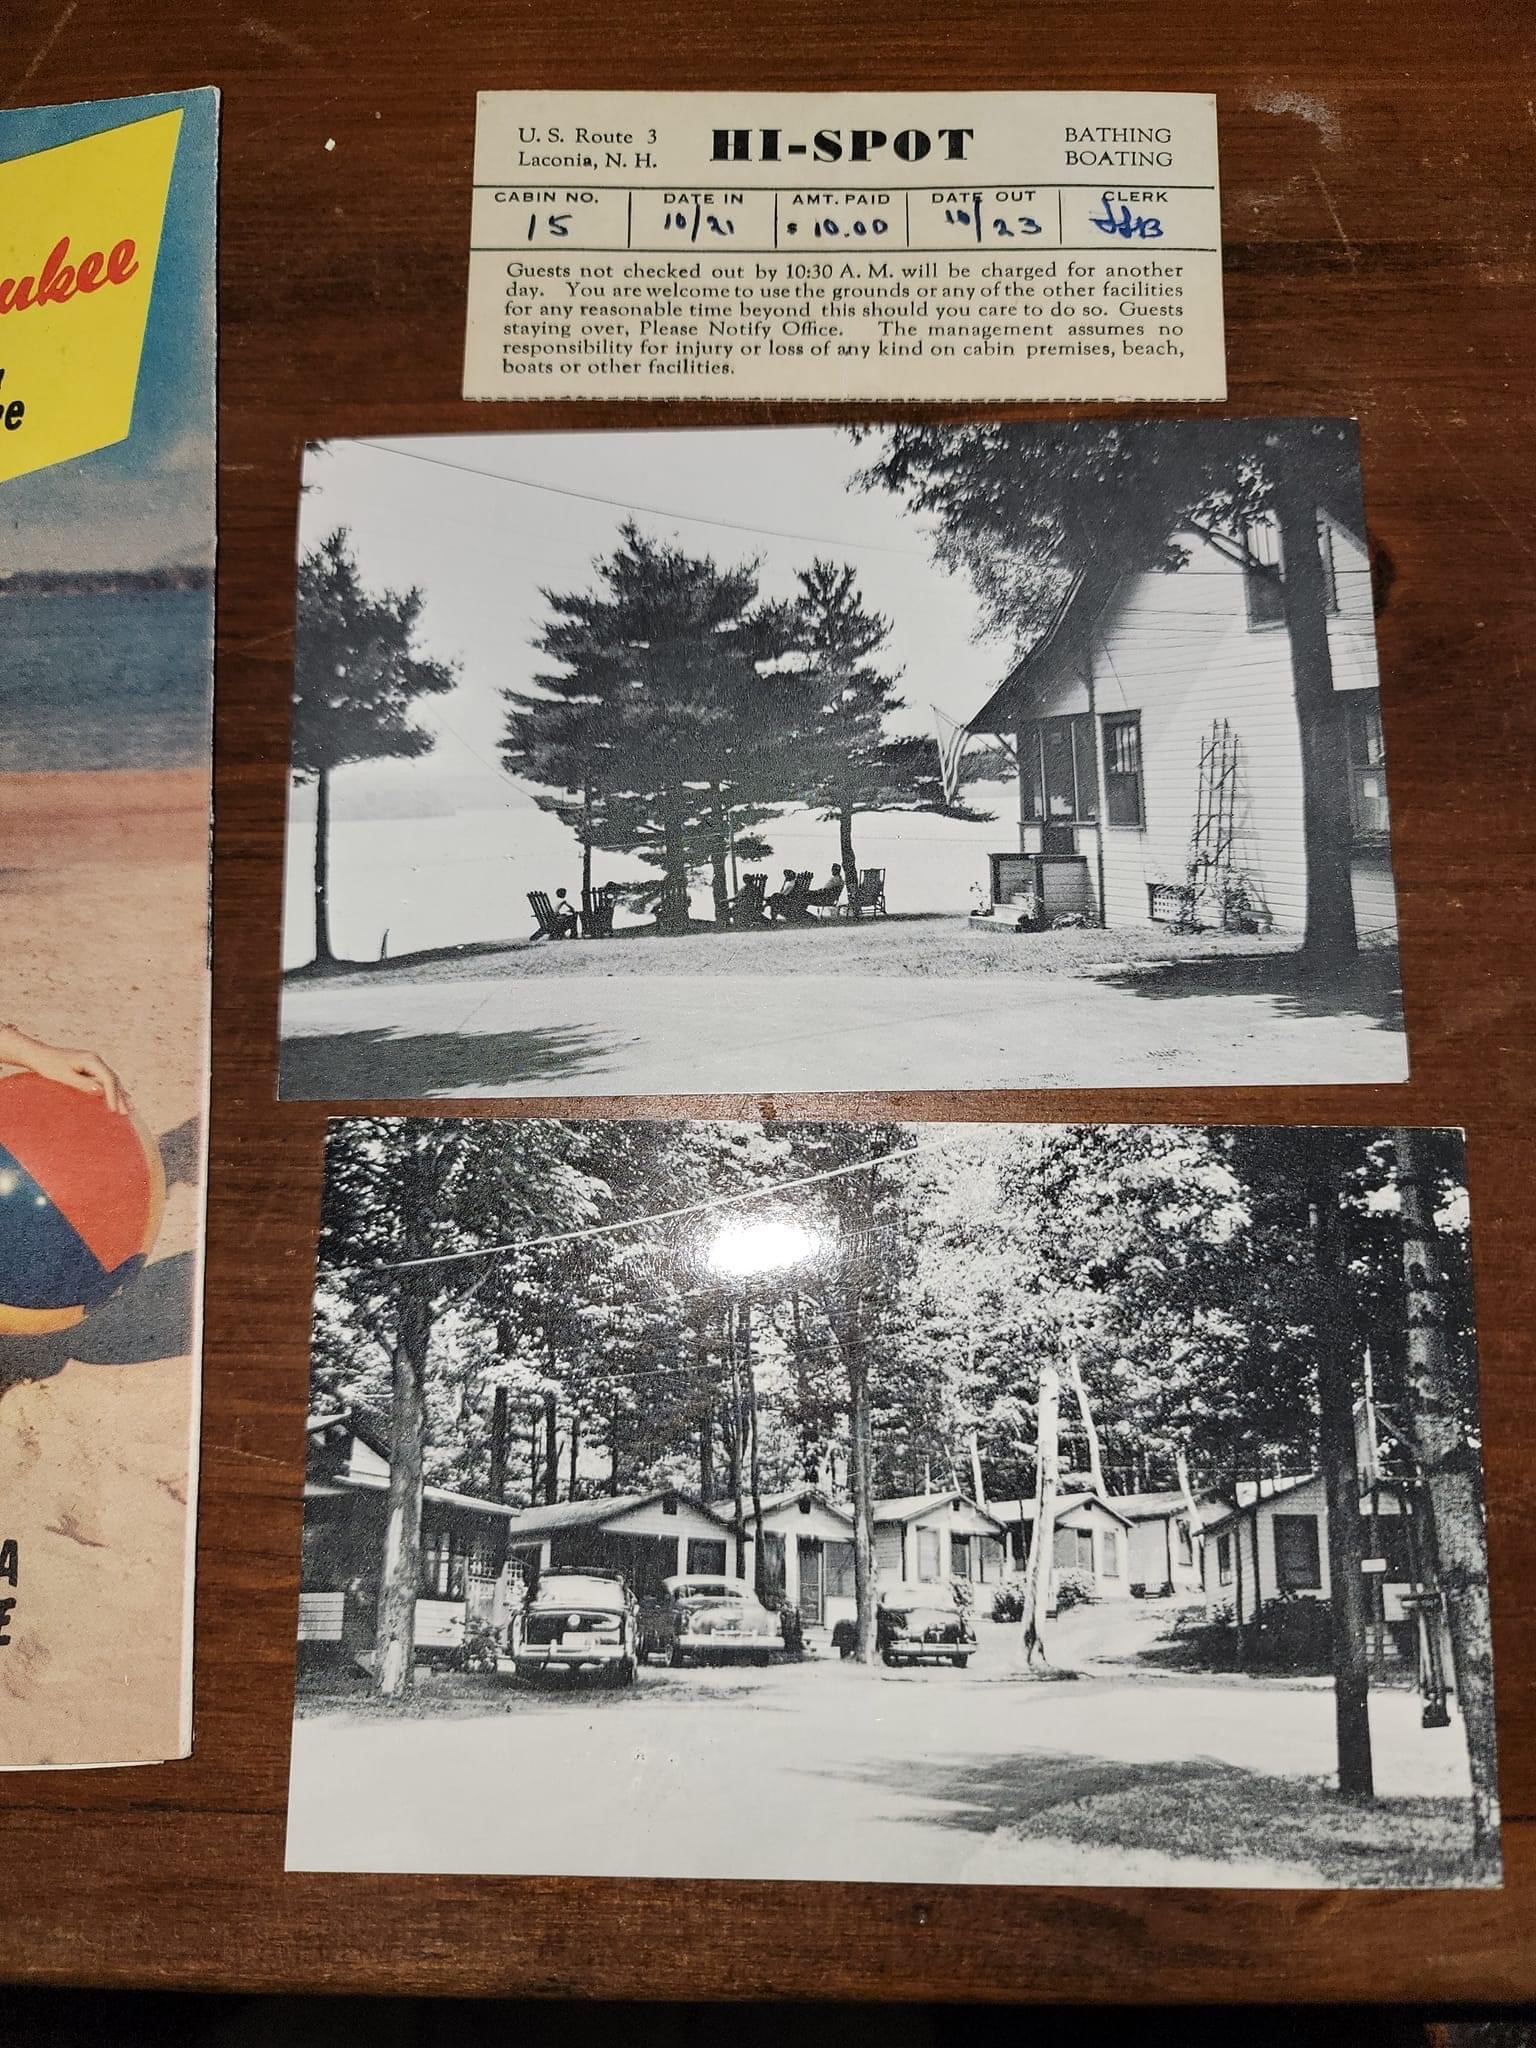 U. S. Route 3
Laconia, N. H.
HI-SPOT
BATHING
BOATING
CABIN NO.
DATE IN
AMT. PAID
DATE OUT
CLERK
15
10/21
$ 10.00
10/23
Guests not checked out by 10:30 A. M. will be charged for another
day. You are welcome to use the grounds or any of the other facilities
for any reasonable time beyond this should you care to do so. Guests
staying over, Please Notify Office. The management assumes no
responsibility for injury or loss of any kind on cabin premises, beach,
boats or other facilities.
ukee
e
A
E